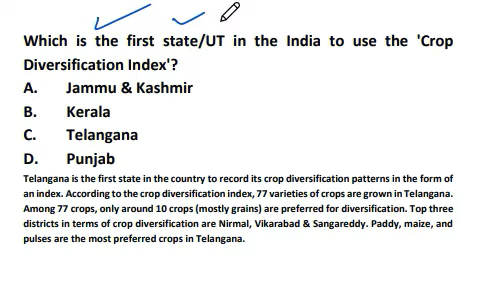 Which is the first state/UT in the India to use the 'Crop
Diversification Index'?
A. Jammu & Kashmir
B. Kerala
C. Telangana
D. Punjab
Telangana is the first state in the country to record its crop diversification patterns in the form of
an index. According to the crop diversification index, 77 varieties of crops are grown in Telangana.
Among 77 crops, only around 10 crops (mostly grains) are preferred for diversification. Top three
districts in terms of crop diversification are Nirmal, Vikarabad & Sangareddy. Paddy, maize, and
pulses are the most preferred crops in Telangana.